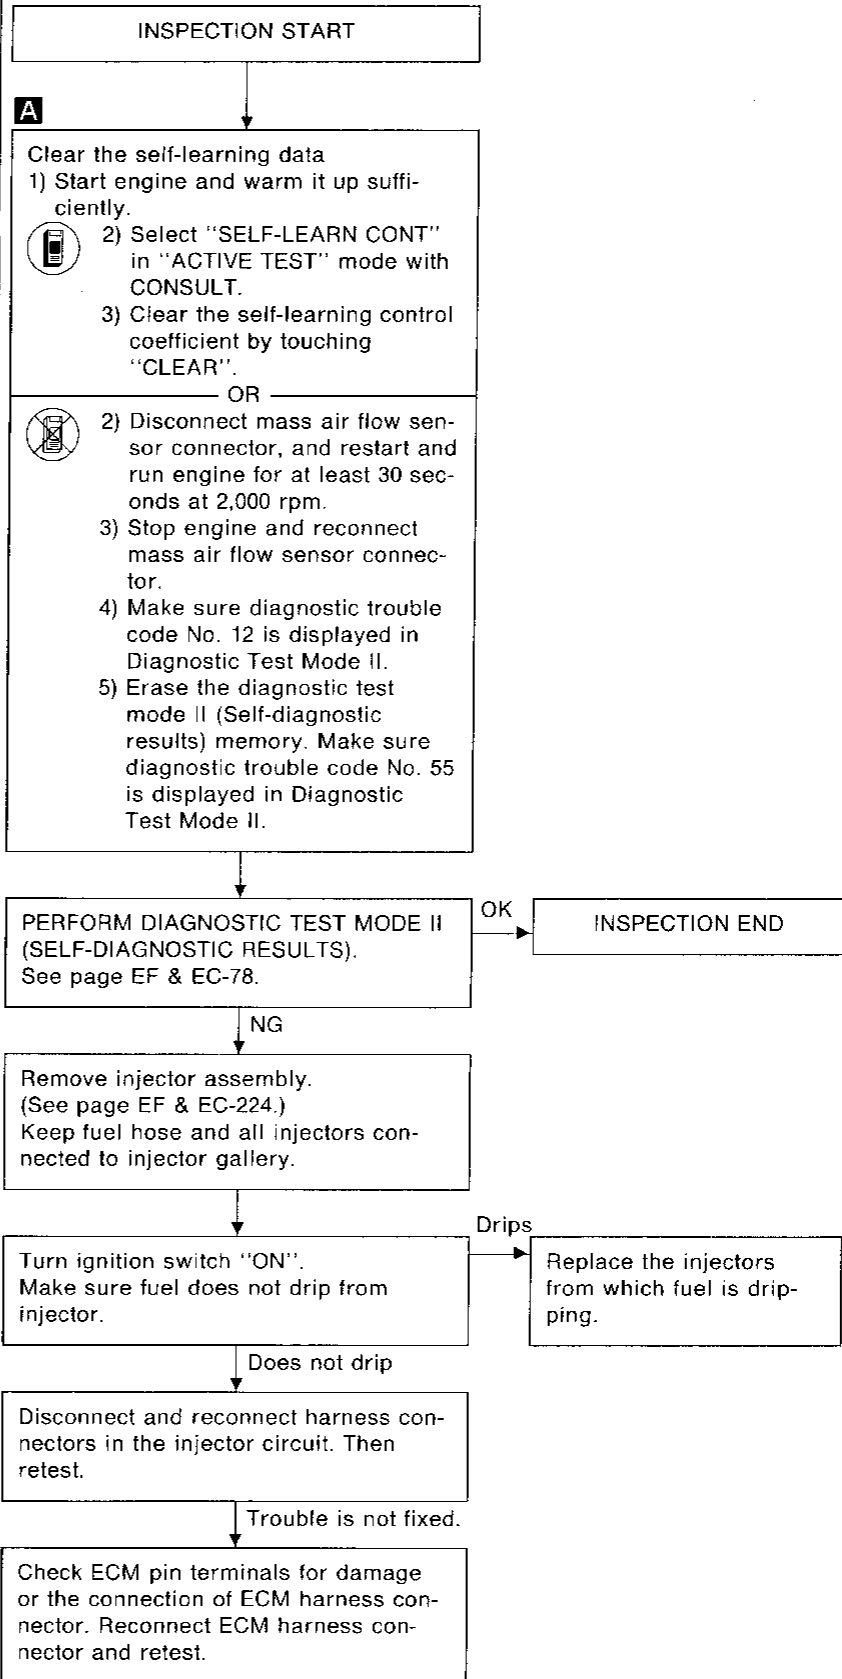 INSPECTION START
A
Clear the self-learning data
1) Start engine and warm it up suffi-
ciently.
2) Select "SELF-LEARN CONT"
in "ACTIVE TEST" mode with
CONSULT.
3) Clear the self-learning control
coefficient by touching
"CLEAR".
OR
2) Disconnect mass air flow sen-
sor connector, and restart and
run engine for at least 30 sec-
onds at 2,000 rpm.
3) Stop engine and reconnect
mass air flow sensor connec-
tor.
4) Make sure diagnostic trouble
code No. 12 is displayed in
Diagnostic Test Mode II.
5) Erase the diagnostic test
mode II (Self-diagnostic
results) memory. Make sure
diagnostic trouble code No. 55
is displayed in Diagnostic
Test Mode II.
PERFORM DIAGNOSTIC TEST MODE II
(SELF-DIAGNOSTIC RESULTS).
See page EF & EC-78.
OK
INSPECTION END
NG
Remove injector assembly.
(See page EF & EC-224.)
Keep fuel hose and all injectors con-
nected to injector gallery.
Turn ignition switch "ON".
Make sure fuel does not drip from
injector.
Drips
Replace the injectors
from which fuel is drip-
ping.
Does not drip
Disconnect and reconnect harness con-
nectors in the injector circuit. Then
retest.
Trouble is not fixed.
Check ECM pin terminals for damage
or the connection of ECM harness con-
nector. Reconnect ECM harness con-
nector and retest.